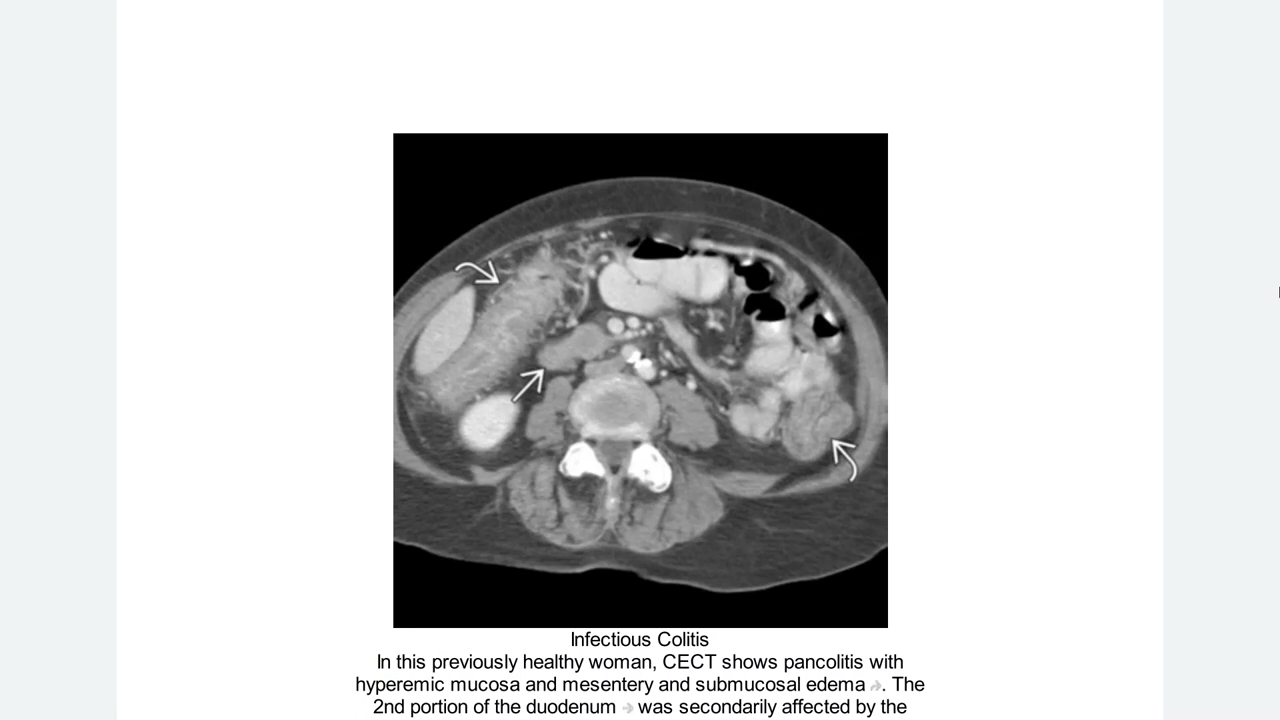 Infectious Colitis
In this previously healthy woman, CECT shows pancolitis with
hyperemic mucosa and mesentery and submucosal edema . The
2nd portion of the duodenum was secondarily affected by the